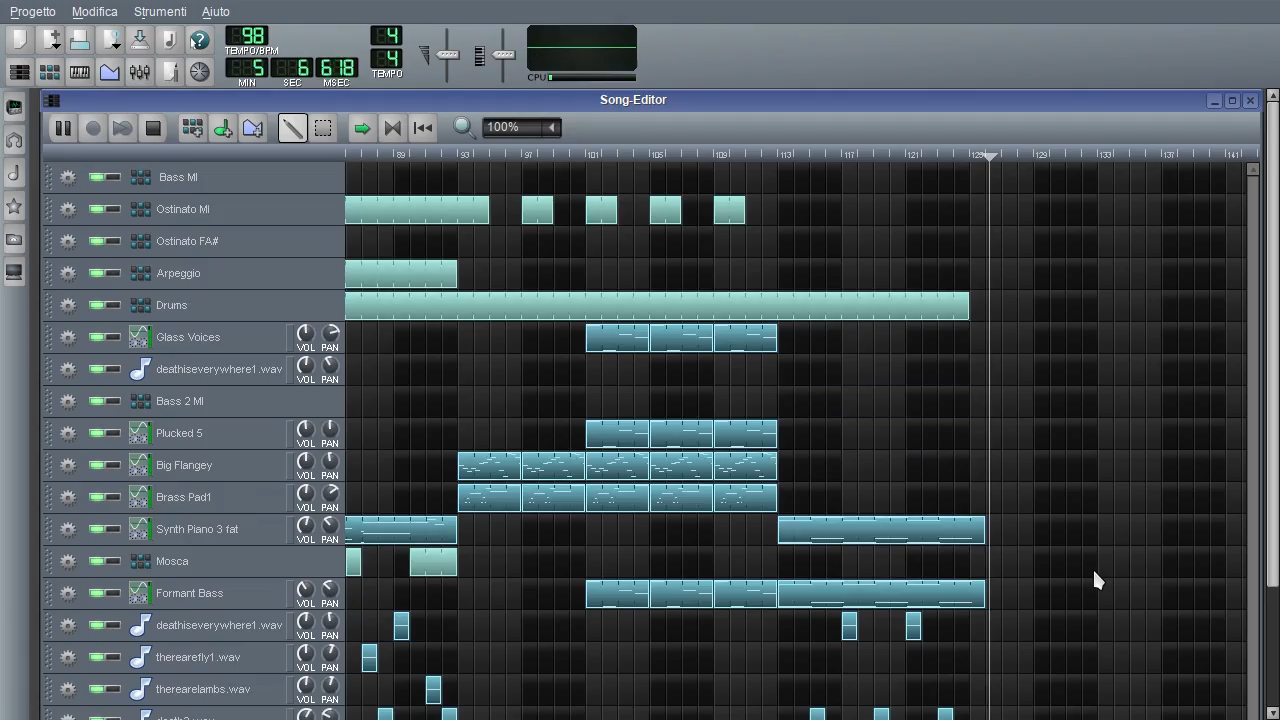 Progetto Modifica Strumenti Aiuto
98
TEMPO/BPM
4
4
TEMPO
5 6 618
MIN SEC MSEC
CPU
Song-Editor
100%
89 93 97 101 105 109 113 117 121 125 129 133 137 141
Bass MI
Ostinato MI
Ostinato FA#
Arpeggio
Drums
Glass Voices VOL PAN
deathiseverywhere1.wav VOL PAN
Bass 2 MI
Plucked 5 VOL PAN
Big Flangey VOL PAN
Brass Pad1 VOL PAN
Synth Piano 3 fat VOL PAN
Mosca
Formant Bass VOL PAN
deathiseverywhere1.wav VOL PAN
therearefly1.wav VOL PAN
therearelambs.wav VOL PAN